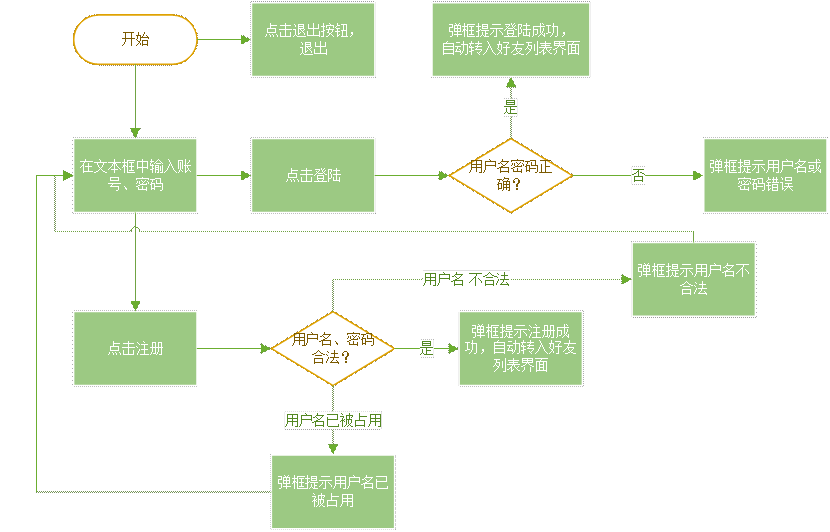 开始
点击退出按钮，
退出
弹框提示登陆成功，
自动转入好友列表界面
是
在文本框中输入账
号、密码
点击登陆
用户名密码正
确？
否
弹框提示用户名或
密码错误
用户名 不合法
弹框提示用户名不
合法
点击注册
用户名、密码
合法？
是
弹框提示注册成
功，自动转入好友
列表界面
用户名已被占用
弹框提示用户名已
被占用